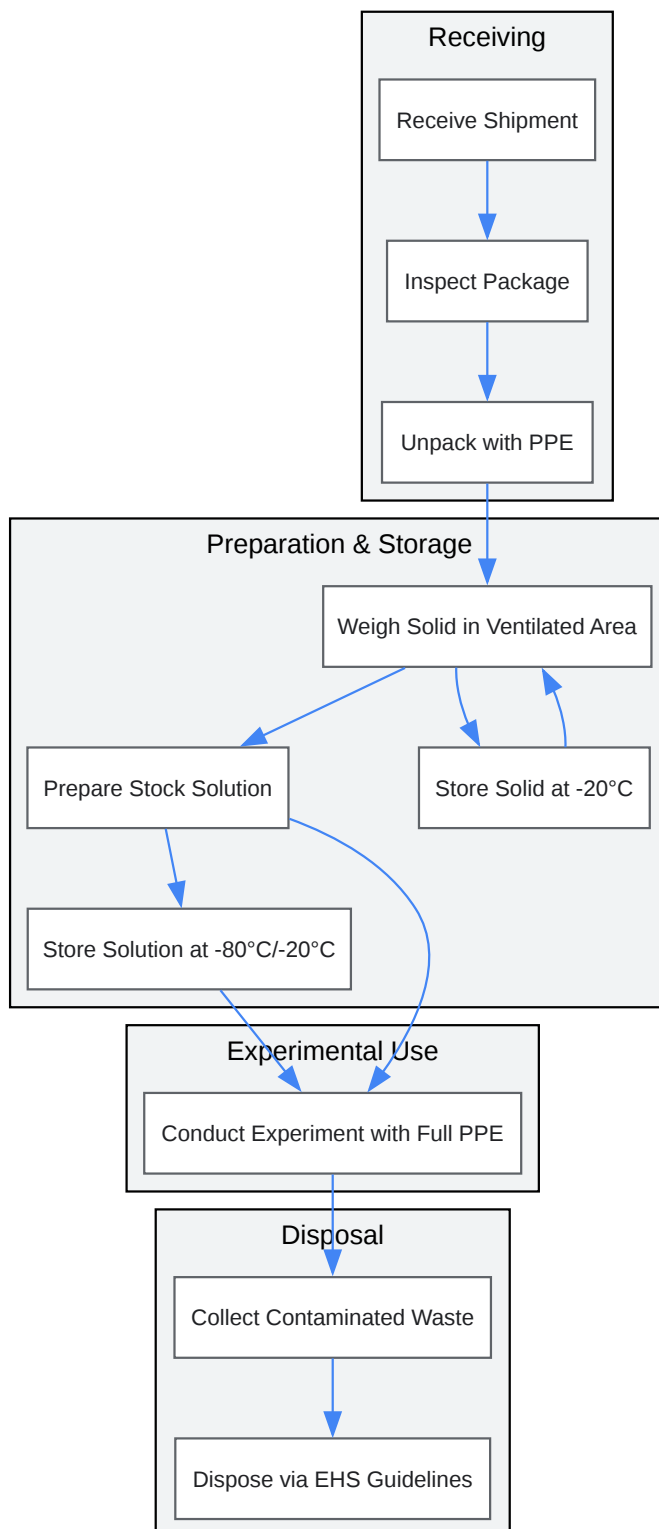 Receiving
Receive Shipment
Inspect Package
Unpack with PPE
Preparation & Storage
Weigh Solid in Ventilated Area
Prepare Stock Solution
Store Solid at -20°C
Store Solution at -80°C/-20°C
Experimental Use
Conduct Experiment with Full PPE
Disposal
Collect Contaminated Waste
Dispose via EHS Guidelines